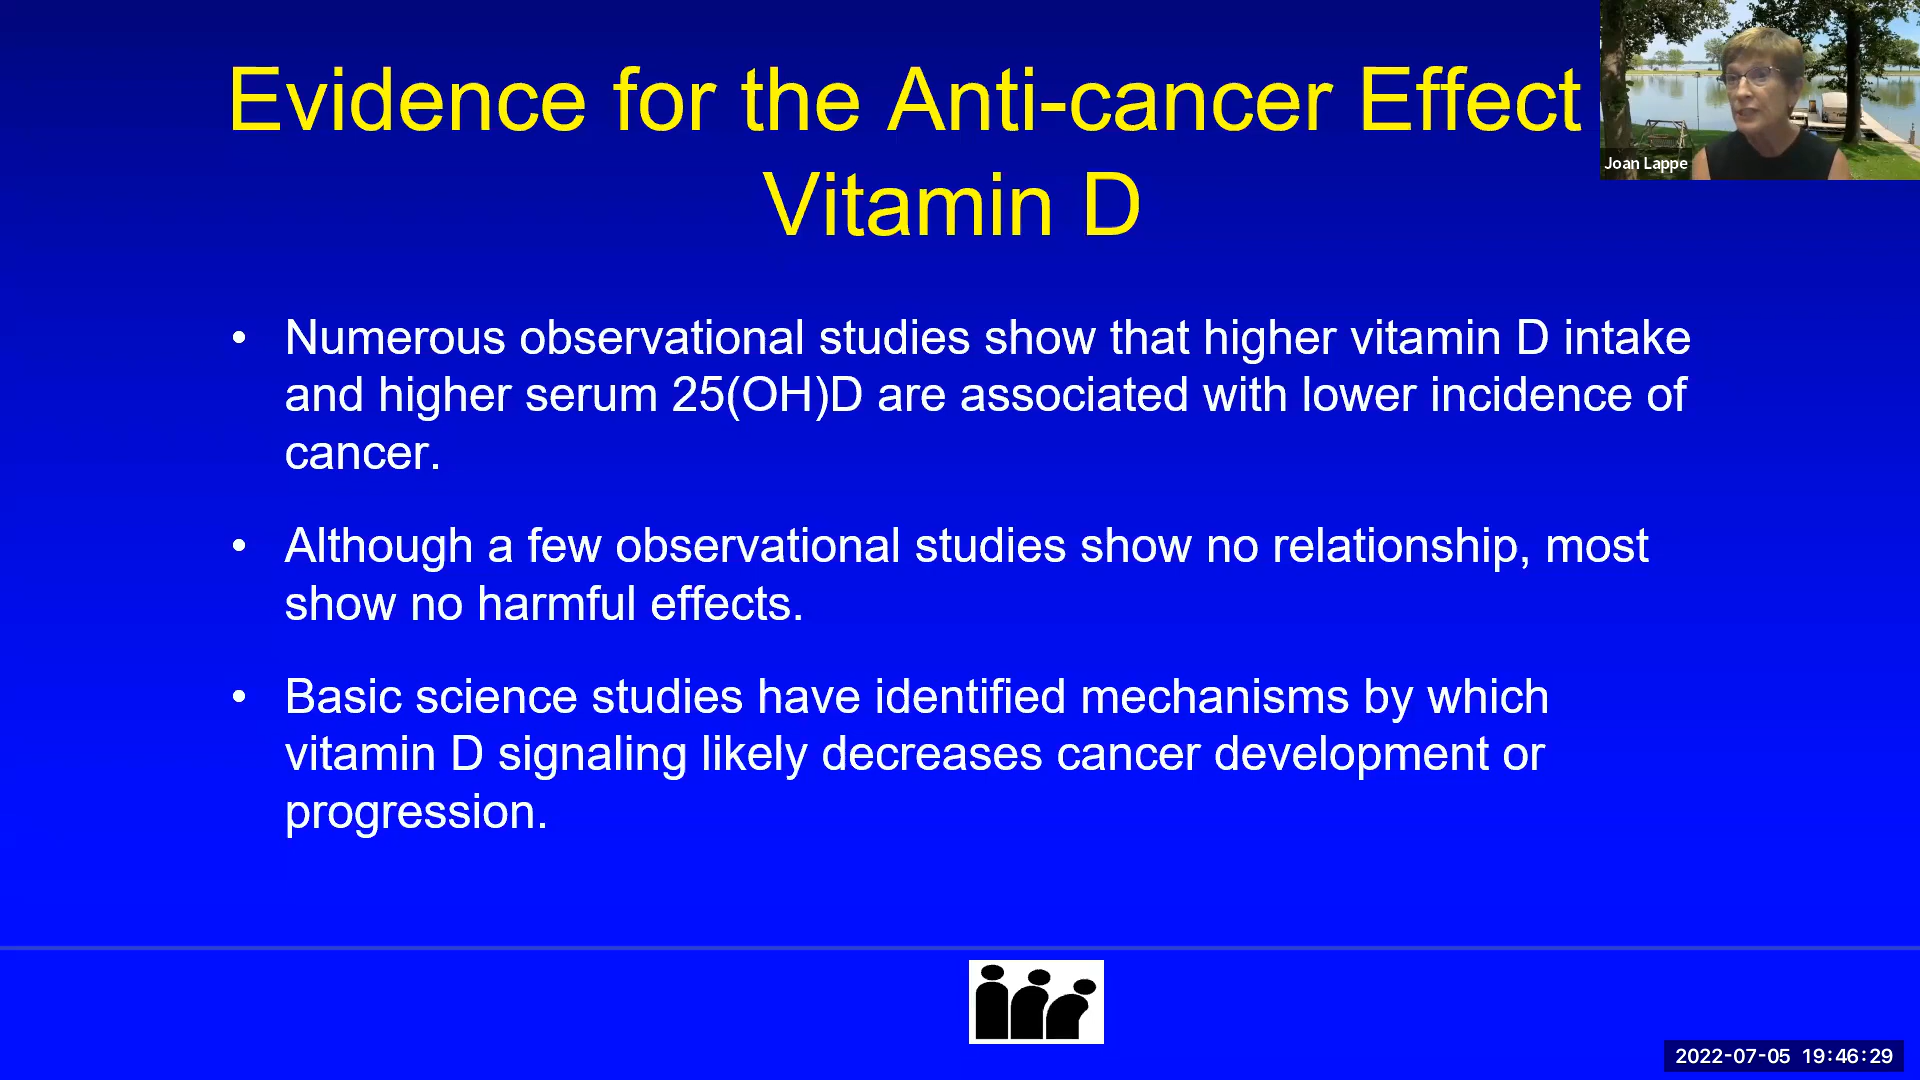 Evidence for the Anti-cancer Effect
Vitamin D
Joan Lappe
• Numerous observational studies show that higher vitamin D intake
and higher serum 25(OH)D are associated with lower incidence of
cancer.
• Although a few observational studies show no relationship, most
show no harmful effects.
• Basic science studies have identified mechanisms by which
vitamin D signaling likely decreases cancer development or
progression.
2022-07-05 19:46:29